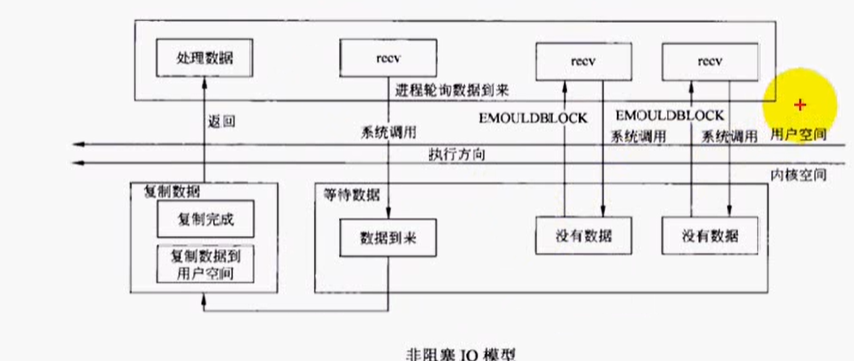 处理数据
recv
recv
recv
进程轮询数据到来
返回
EMOULDBLOCK
EMOULDBLOCK
系统调用
系统调用
系统调用
用户空间
执行方向
内核空间
复制数据
等待数据
复制完成
数据到来
没有数据
没有数据
复制数据到
用户空间
非阻塞 IO 模型